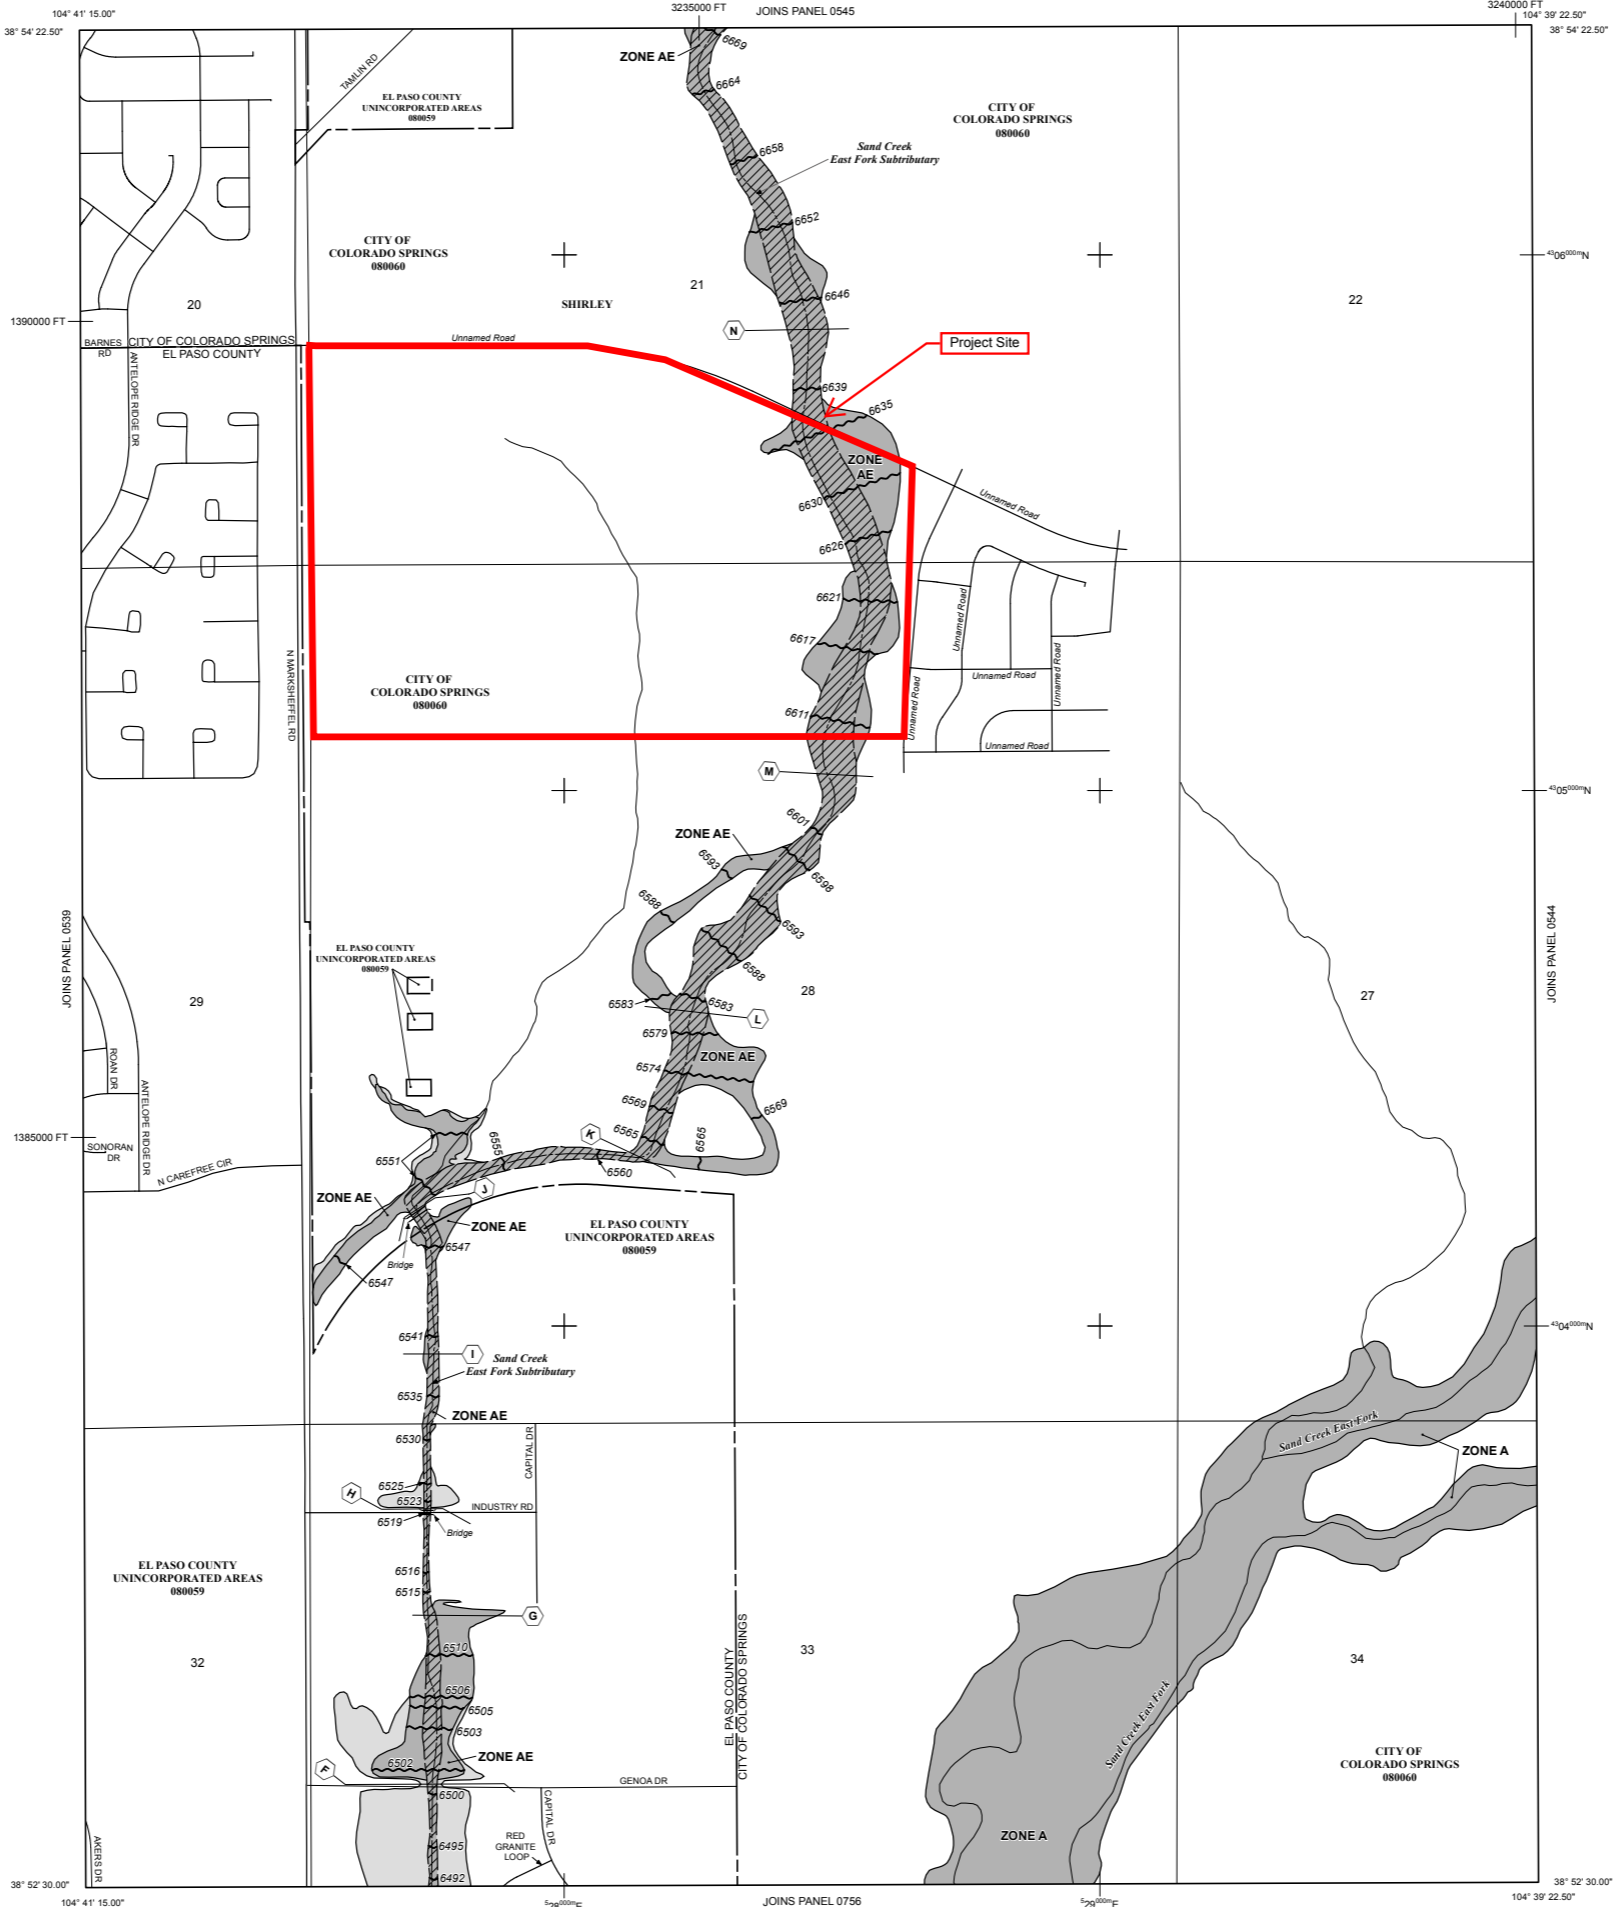 3235000 FT
JOINS PANEL 0545
3240000 FT
104° 41' 15.00"
104° 39' 22.50"
38° 54' 22.50"
38° 54' 22.50"
ZONE AE
6669
TAMLIN RD
6664
EL PASO COUNTY
UNINCORPORATED AREAS
080059
CITY OF
COLORADO SPRINGS
080060
Sand Creek
East Fork Subtributary
6658
6652
CITY OF
COLORADO SPRINGS
080060
4306000mN
21
6646
20
SHIRLEY
22
1390000 FT
N
BARNES
RD
CITY OF COLORADO SPRINGS
EL PASO COUNTY
Unnamed Road
Project Site
ANTELOPE RIDGE DR
6639
6635
ZONE
AE
6630
Unnamed Road
6626
6621
Unnamed Road
6617
N MARKSHEFFEL RD
Unnamed Road
Unnamed Road
CITY OF
COLORADO SPRINGS
080060
Unnamed Road
6611
Unnamed Road
M
4305000mN
6601
ZONE AE
6593
6598
6588
6593
JOINS PANEL 0539
JOINS PANEL 0544
EL PASO COUNTY
UNINCORPORATED AREAS
080059
6588
29
28
27
6583
6583
L
6579
ZONE AE
ROAN DR
6574
ANTELOPE RIDGE DR
6569
6569
1385000 FT
6565
6565
K
SONORAN
DR
6555
6551
N CAREFREE CIR
6560
J
ZONE AE
ZONE AE
EL PASO COUNTY
UNINCORPORATED AREAS
080059
6547
Bridge
6547
4304000mN
6541
I
Sand Creek
East Fork Subtributary
6535
ZONE AE
6530
CAPITAL DR
Sand Creek East Fork
ZONE A
6525
H
6523
INDUSTRY RD
6519
Bridge
EL PASO COUNTY
UNINCORPORATED AREAS
080059
6516
6515
G
EL PASO COUNTY
CITY OF COLORADO SPRINGS
6510
32
33
34
6506
6505
6503
Sand Creek East Fork
ZONE AE
6502
F
CITY OF
COLORADO SPRINGS
080060
GENOA DR
6500
CAPITAL DR
AKERS DR
RED
GRANITE
LOOP
ZONE A
6495
6492
38° 52' 30.00"
38° 52' 30.00"
104° 41' 15.00"
528000mE
JOINS PANEL 0756
529000mE
104° 39' 22.50"